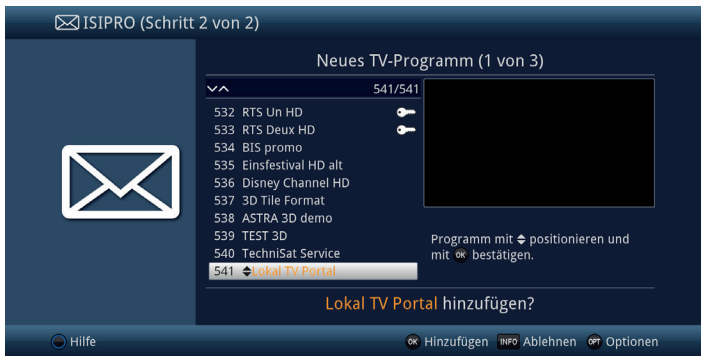 ISIPRO (Schritt 2 von 2)
Neues TV-Programm (1 von 3)
541/541
532 RTS Un HD
533 RTS Deux HD
534 BIS promo
535 Einsfestival HD alt
536 Disney Channel HD
537 3D Tile Format
538 ASTRA 3D demo
539 TEST 3D
540 TechniSat Service
541 Lokal TV Portal
Programm mit positionieren und
mit OK bestätigen.
Lokal TV Portal hinzufügen?
Hilfe OK Hinzufügen INFO Ablehnen OPT Optionen